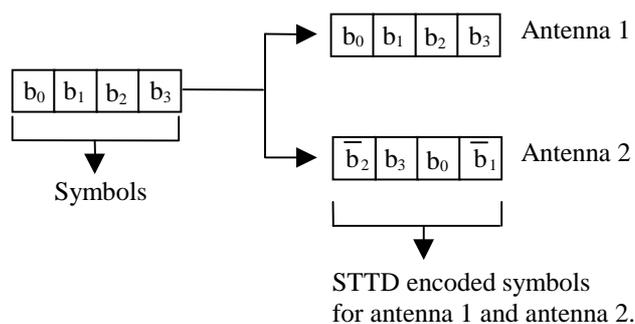 b₀ b₁ b₂ b₃ Antenna 1
b₀ b₁ b₂ b₃
b̅₂ b₃ b₀ b̅₁ Antenna 2
Symbols
STTD encoded symbols
for antenna 1 and antenna 2.